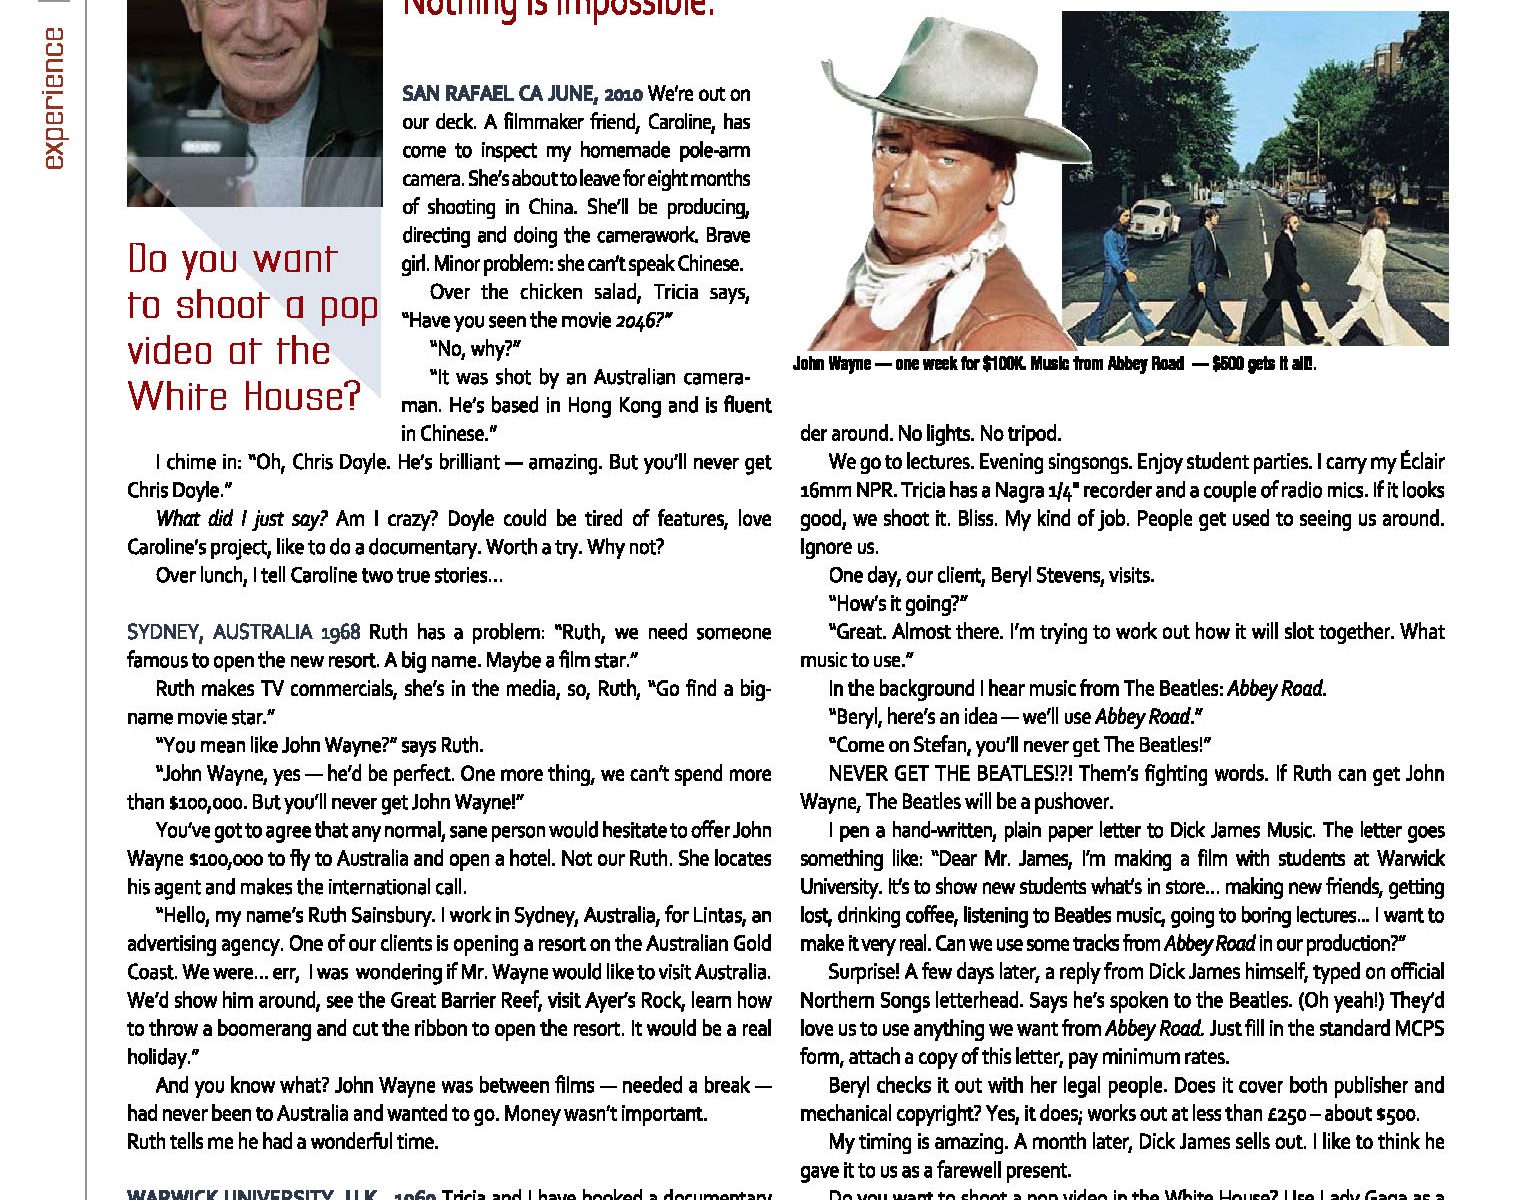 experience
Nothing is impossible.
Do you want
to shoot a pop
video at the
White House?
SAN RAFAEL CA JUNE, 2010 We're out on
our deck. A filmmaker friend, Caroline, has
come to inspect my homemade pole-arm
camera. She's about to leave for eight months
of shooting in China. She'll be producing,
directing and doing the camerawork. Brave
girl. Minor problem: she can't speak Chinese.
Over the chicken salad, Tricia says,
“Have you seen the movie 2046?”
“No, why?”
“It was shot by an Australian camera-
man. He's based in Hong Kong and is fluent
in Chinese.”
I chime in: “Oh, Chris Doyle. He's brilliant — amazing. But you'll never get
Chris Doyle.”
What did I just say? Am I crazy? Doyle could be tired of features, love
Caroline's project, like to do a documentary. Worth a try. Why not?
Over lunch, I tell Caroline two true stories...
SYDNEY, AUSTRALIA 1968 Ruth has a problem: “Ruth, we need someone
famous to open the new resort. A big name. Maybe a film star.”
Ruth makes TV commercials, she's in the media, so, Ruth, “Go find a big-
name movie star.”
“You mean like John Wayne?” says Ruth.
“John Wayne, yes — he'd be perfect. One more thing, we can't spend more
than $100,000. But you'll never get John Wayne!”
You've got to agree that any normal, sane person would hesitate to offer John
Wayne $100,000 to fly to Australia and open a hotel. Not our Ruth. She locates
his agent and makes the international call.
“Hello, my name's Ruth Sainsbury. I work in Sydney, Australia, for Lintas, an
advertising agency. One of our clients is opening a resort on the Australian Gold
Coast. We were... err, I was wondering if Mr. Wayne would like to visit Australia.
We'd show him around, see the Great Barrier Reef, visit Ayer's Rock, learn how
to throw a boomerang and cut the ribbon to open the resort. It would be a real
holiday.”
And you know what? John Wayne was between films — needed a break —
had never been to Australia and wanted to go. Money wasn't important.
Ruth tells me he had a wonderful time.
WARWICK UNIVERSITY, U.K., 1969 Tricia and I have booked a documentary
John Wayne — one week for $100K. Music from Abbey Road — $500 gets it all!.
der around. No lights. No tripod.
We go to lectures. Evening singsongs. Enjoy student parties. I carry my Éclair
16mm NPR. Tricia has a Nagra 1/4" recorder and a couple of radio mics. If it looks
good, we shoot it. Bliss. My kind of job. People get used to seeing us around.
Ignore us.
One day, our client, Beryl Stevens, visits.
“How's it going?”
“Great. Almost there. I'm trying to work out how it will slot together. What
music to use.”
In the background I hear music from The Beatles: Abbey Road.
“Beryl, here's an idea — we'll use Abbey Road.”
“Come on Stefan, you'll never get The Beatles!”
NEVER GET THE BEATLES!?! Them's fighting words. If Ruth can get John
Wayne, The Beatles will be a pushover.
I pen a hand-written, plain paper letter to Dick James Music. The letter goes
something like: “Dear Mr. James, I'm making a film with students at Warwick
University. It's to show new students what's in store... making new friends, getting
lost, drinking coffee, listening to Beatles music, going to boring lectures... I want to
make it very real. Can we use some tracks from Abbey Road in our production?”
Surprise! A few days later, a reply from Dick James himself, typed on official
Northern Songs letterhead. Says he's spoken to the Beatles. (Oh yeah!) They'd
love us to use anything we want from Abbey Road. Just fill in the standard MCPS
form, attach a copy of this letter, pay minimum rates.
Beryl checks it out with her legal people. Does it cover both publisher and
mechanical copyright? Yes, it does; works out at less than £250 – about $500.
My timing is amazing. A month later, Dick James sells out. I like to think he
gave it to us as a farewell present.
Do you want to shoot a pop video in the White House? Use Lady Gaga as a